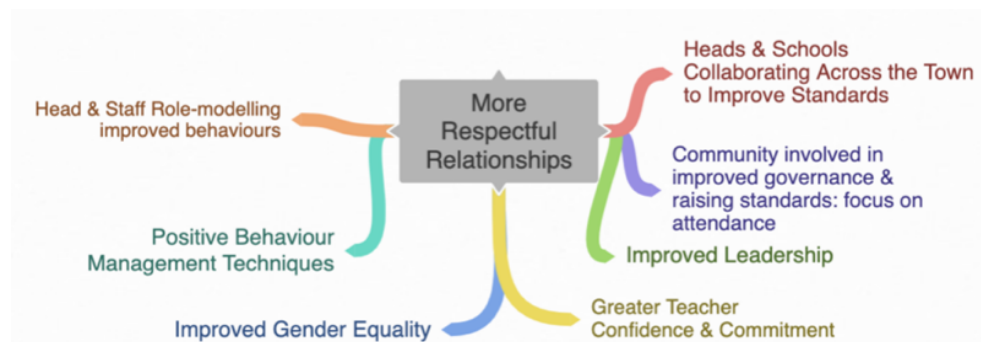 More
Respectful
Relationships
Head & Staff Role-modelling
improved behaviours
Positive Behaviour
Management Techniques
Improved Gender Equality
Heads & Schools
Collaborating Across the Town
to Improve Standards
Community involved in
improved governance &
raising standards: focus on
attendance
Improved Leadership
Greater Teacher
Confidence & Commitment